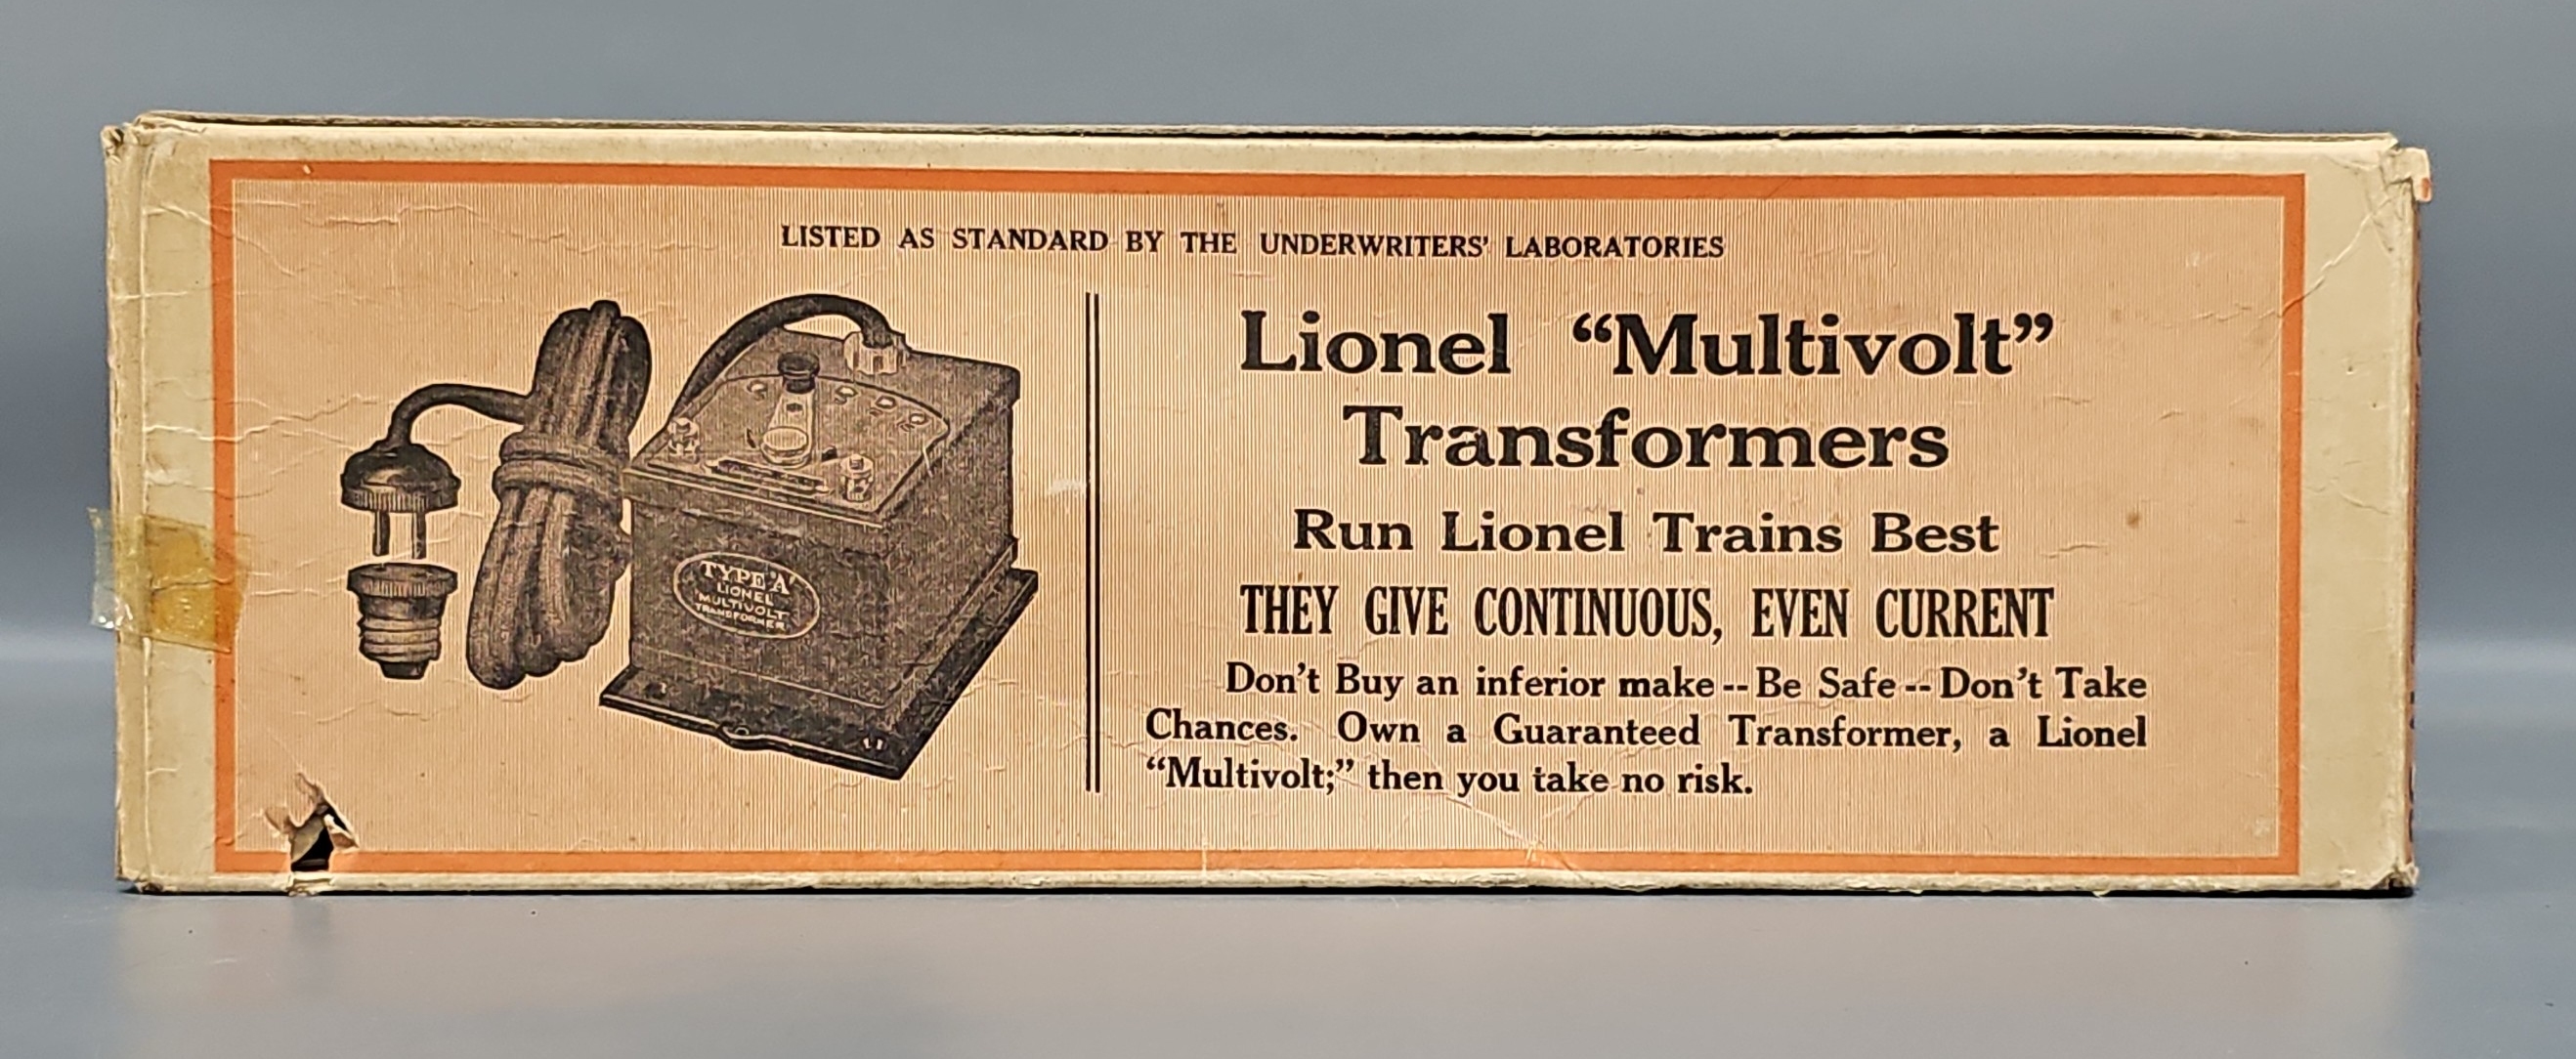 LISTED AS STANDARD BY THE UNDERWRITERS' LABORATORIES
TYPE "A"
LIONEL
MULTIVOLT
TRANSFORMER
Lionel “Multivolt”
Transformers
Run Lionel Trains Best
THEY GIVE CONTINUOUS, EVEN CURRENT
Don't Buy an inferior make -- Be Safe -- Don't Take
Chances. Own a Guaranteed Transformer, a Lionel
“Multivolt;” then you take no risk.